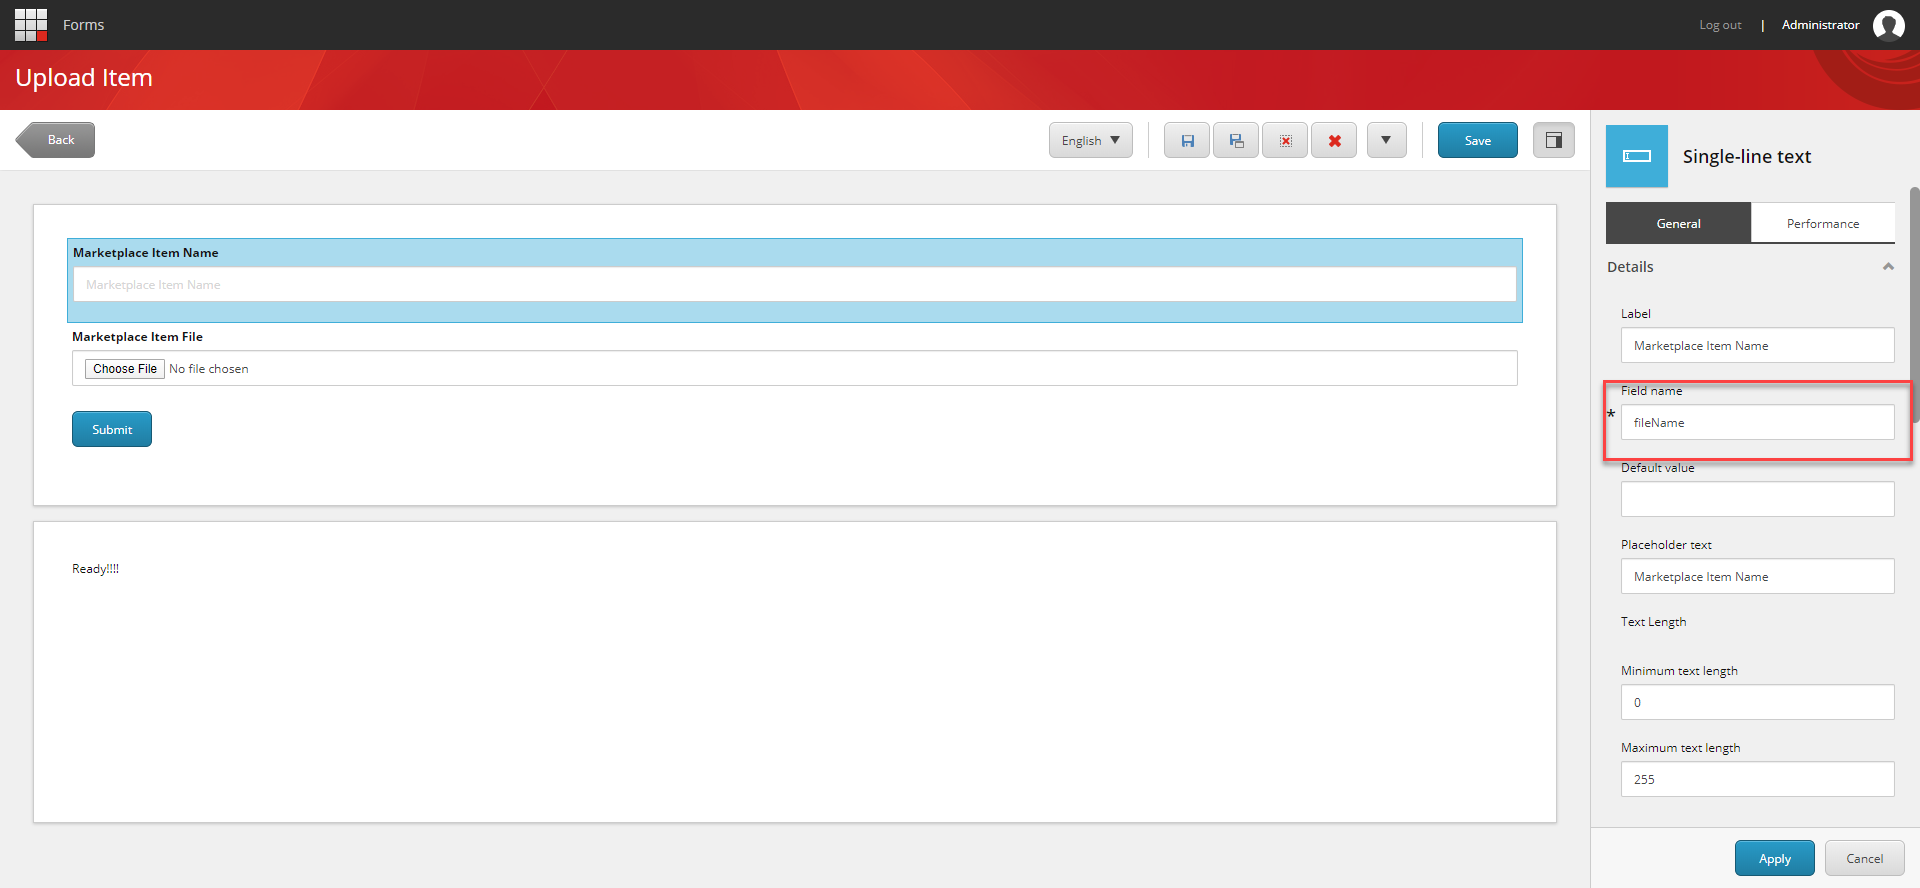 Forms
Log out | Administrator
Upload Item
Back
English
Save
Marketplace Item Name
Marketplace Item Name
Marketplace Item File
Choose File No file chosen
Submit
Ready!!!!
Single-line text
General
Performance
Details
Label
Marketplace Item Name
Field name
*
fileName
Default value
Placeholder text
Marketplace Item Name
Text Length
Minimum text length
0
Maximum text length
255
Apply
Cancel